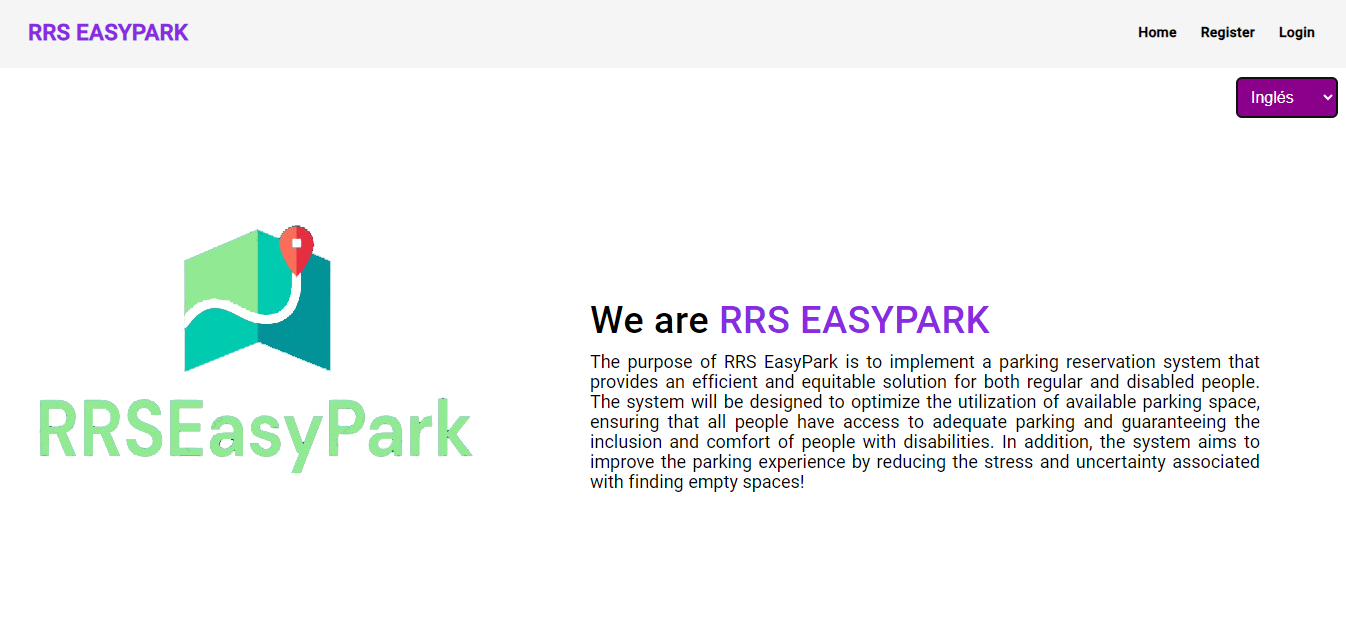 RRS EASYPARK
Home Register Login
Inglés
RRSEasyPark
We are RRS EASYPARK
The purpose of RRS EasyPark is to implement a parking reservation system that
provides an efficient and equitable solution for both regular and disabled people.
The system will be designed to optimize the utilization of available parking space,
ensuring that all people have access to adequate parking and guaranteeing the
inclusion and comfort of people with disabilities. In addition, the system aims to
improve the parking experience by reducing the stress and uncertainty associated
with finding empty spaces!